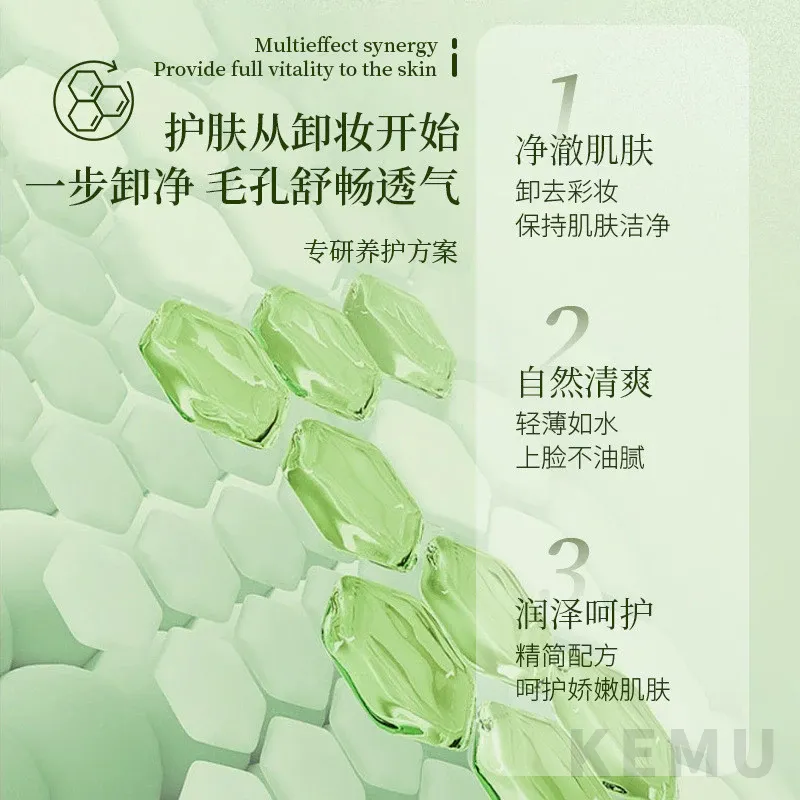 Multieffect synergy
Provide full vitality to the skin
护肤从卸妆开始
一步卸净 毛孔舒畅透气
专研养护方案
1
净澈肌肤
卸去彩妆
保持肌肤洁净
2
自然清爽
轻薄如水
上脸不油腻
3
润泽呵护
精简配方
呵护娇嫩肌肤
KEMU